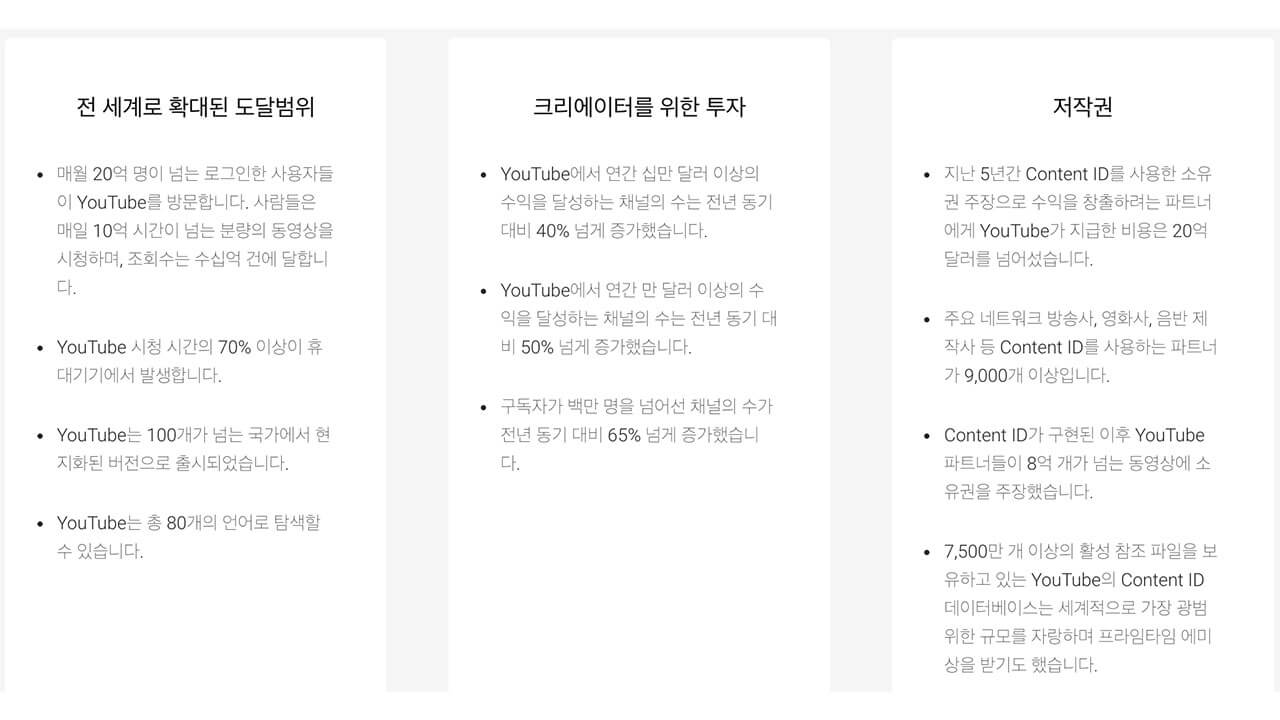 전 세계로 확대된 도달범위
매월 20억 명이 넘는 로그인한 사용자들
이 YouTube를 방문합니다. 사람들은
매일 10억 시간이 넘는 분량의 동영상을
시청하며, 조회수는 수십억 건에 달합니
다.
YouTube 시청 시간의 70% 이상이 휴
대기기에서 발생합니다.
YouTube는 100개가 넘는 국가에서 현
지화된 버전으로 출시되었습니다.
YouTube는 총 80개의 언어로 탐색할
수 있습니다.
크리에이터를 위한 투자
YouTube에서 연간 십만 달러 이상의
수익을 달성하는 채널의 수는 전년 동기
대비 40% 넘게 증가했습니다.
YouTube에서 연간 만 달러 이상의 수
익을 달성하는 채널의 수는 전년 동기 대
비 50% 넘게 증가했습니다.
구독자가 백만 명을 넘어선 채널의 수가
전년 동기 대비 65% 넘게 증가했습니
다.
저작권
지난 5년간 Content ID를 사용한 소유
권 주장으로 수익을 창출하려는 파트너
에게 YouTube가 지급한 비용은 20억
달러를 넘어섰습니다.
주요 네트워크 방송사, 영화사, 음반 제
작사 등 Content ID를 사용하는 파트너
가 9,000개 이상입니다.
Content ID가 구현된 이후 YouTube
파트너들이 8억 개가 넘는 동영상에 소
유권을 주장했습니다.
7,500만 개 이상의 활성 참조 파일을 보
유하고 있는 YouTube의 Content ID
데이터베이스는 세계적으로 가장 광범
위한 규모를 자랑하며 프라임타임 에미
상을 받기도 했습니다.